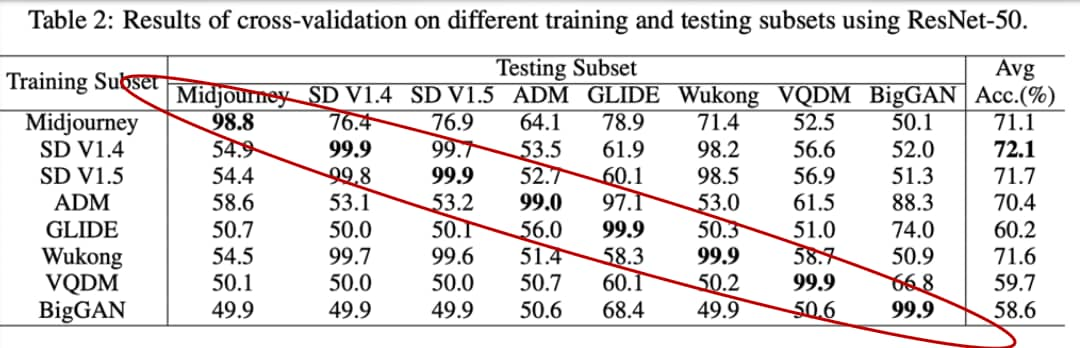 Table 2: Results of cross-validation on different training and testing subsets using ResNet-50.
Training Subset Testing Subset Avg
Midjourney SD V1.4 SD V1.5 ADM GLIDE Wukong VQDM BigGAN Acc.(%)
Midjourney 98.8 76.4 76.9 64.1 78.9 71.4 52.5 50.1 71.1
SD V1.4 54.9 99.9 99.7 53.5 61.9 98.2 56.6 52.0 72.1
SD V1.5 54.4 99.8 99.9 52.7 60.1 98.5 56.9 51.3 71.7
ADM 58.6 53.1 53.2 99.0 97.1 53.0 61.5 88.3 70.4
GLIDE 50.7 50.0 50.1 56.0 99.9 50.3 51.0 74.0 60.2
Wukong 54.5 99.7 99.6 51.4 58.3 99.9 58.7 50.9 71.6
VQDM 50.1 50.0 50.0 50.7 60.1 50.2 99.9 66.8 59.7
BigGAN 49.9 49.9 49.9 50.6 68.4 49.9 50.6 99.9 58.6